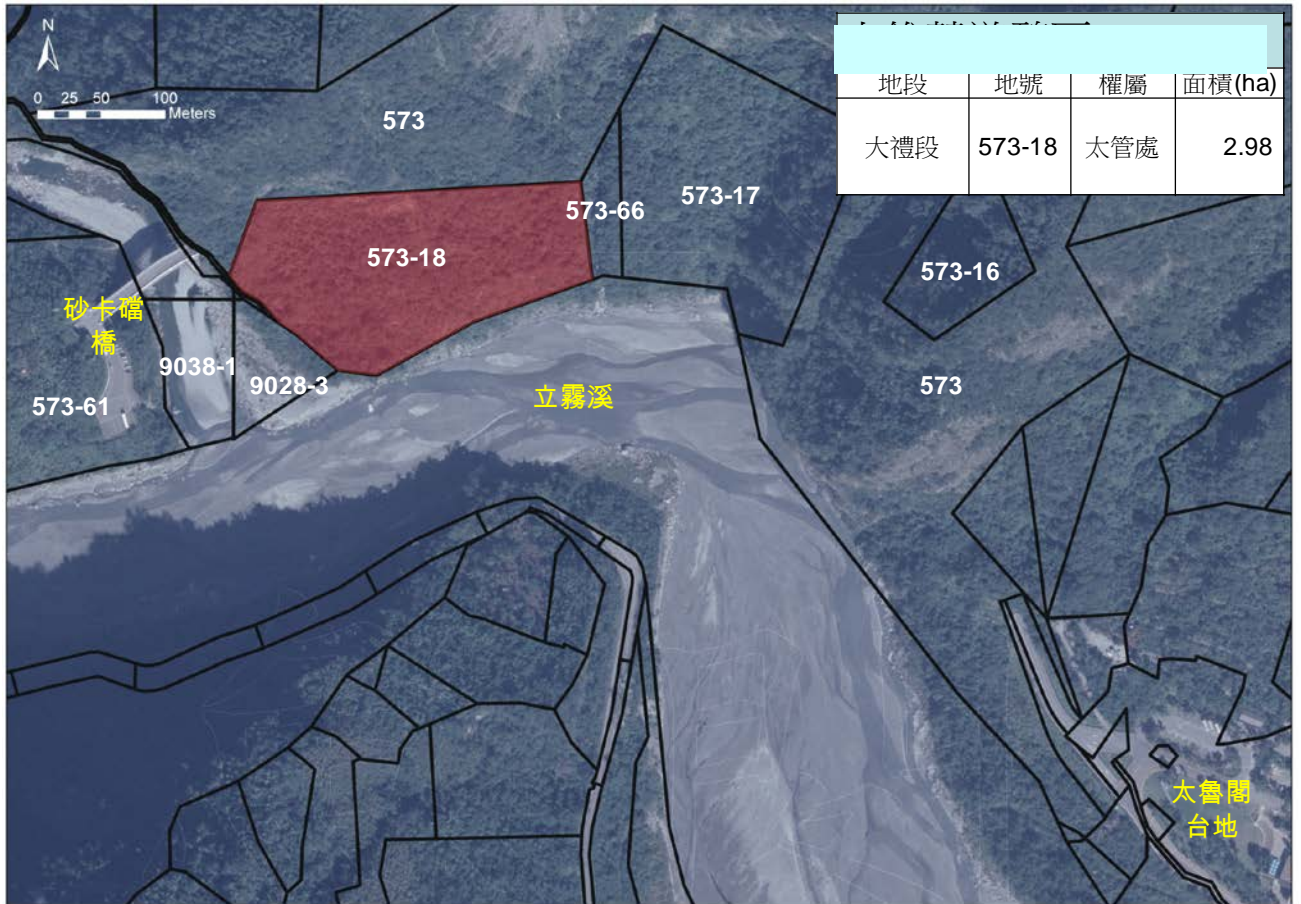 N
0 25 50 100
Meters
地段 地號 權屬 面積(ha)
大禮段 573-18 太管處 2.98
573
573-66
573-17
573-18
573-16
砂卡礑
橋
9038-1
9028-3
573-61
立霧溪
573
太魯閣
台地